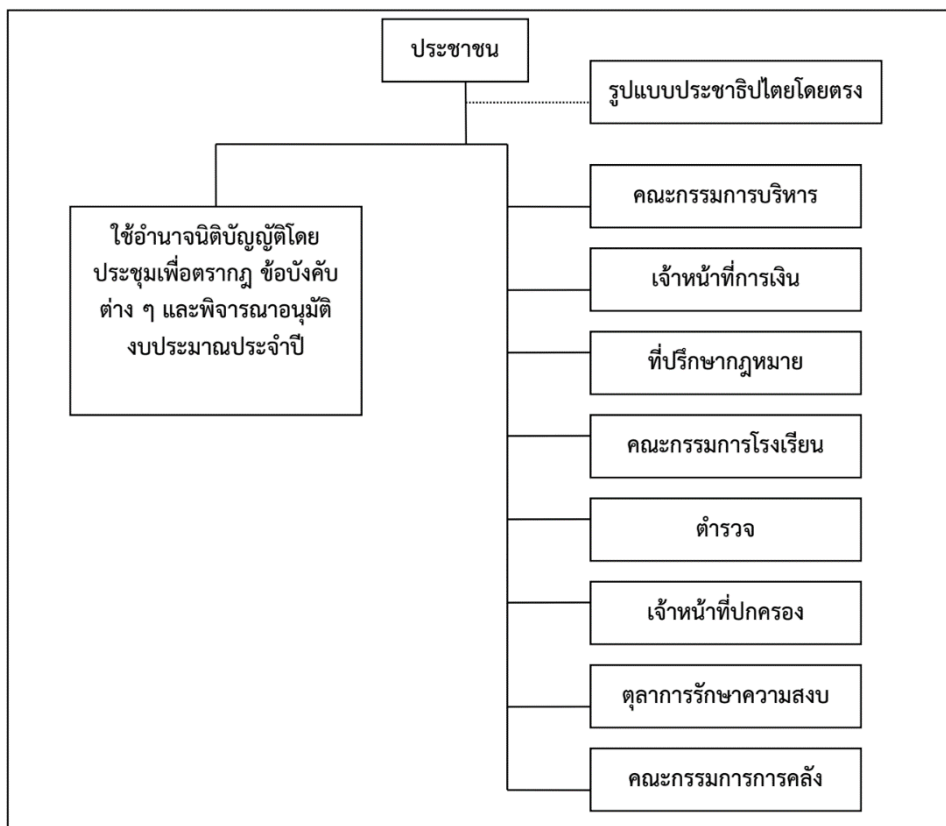 ประชาชน
รูปแบบประชาธิปไตยโดยตรง
ใช้อำนาจนิติบัญญัติโดย
ประชุมเพื่อตรากฎ ข้อบังคับ
ต่าง ๆ และพิจารณาอนุมัติ
งบประมาณประจำปี
คณะกรรมการบริหาร
เจ้าหน้าที่การเงิน
ที่ปรึกษากฎหมาย
คณะกรรมการโรงเรียน
ตำรวจ
เจ้าหน้าที่ปกครอง
ตุลาการรักษาความสงบ
คณะกรรมการการคลัง